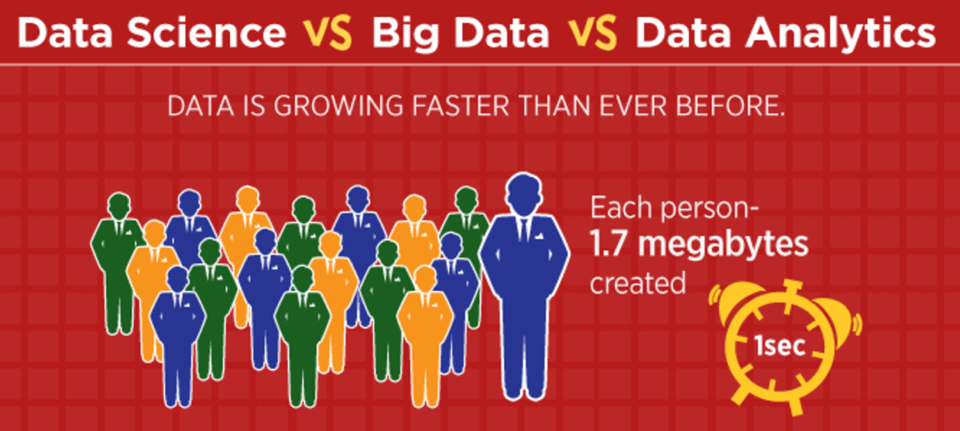 Data Science VS Big Data VS Data Analytics
DATA IS GROWING FASTER THAN EVER BEFORE.
Each person-
1.7 megabytes
created
1sec